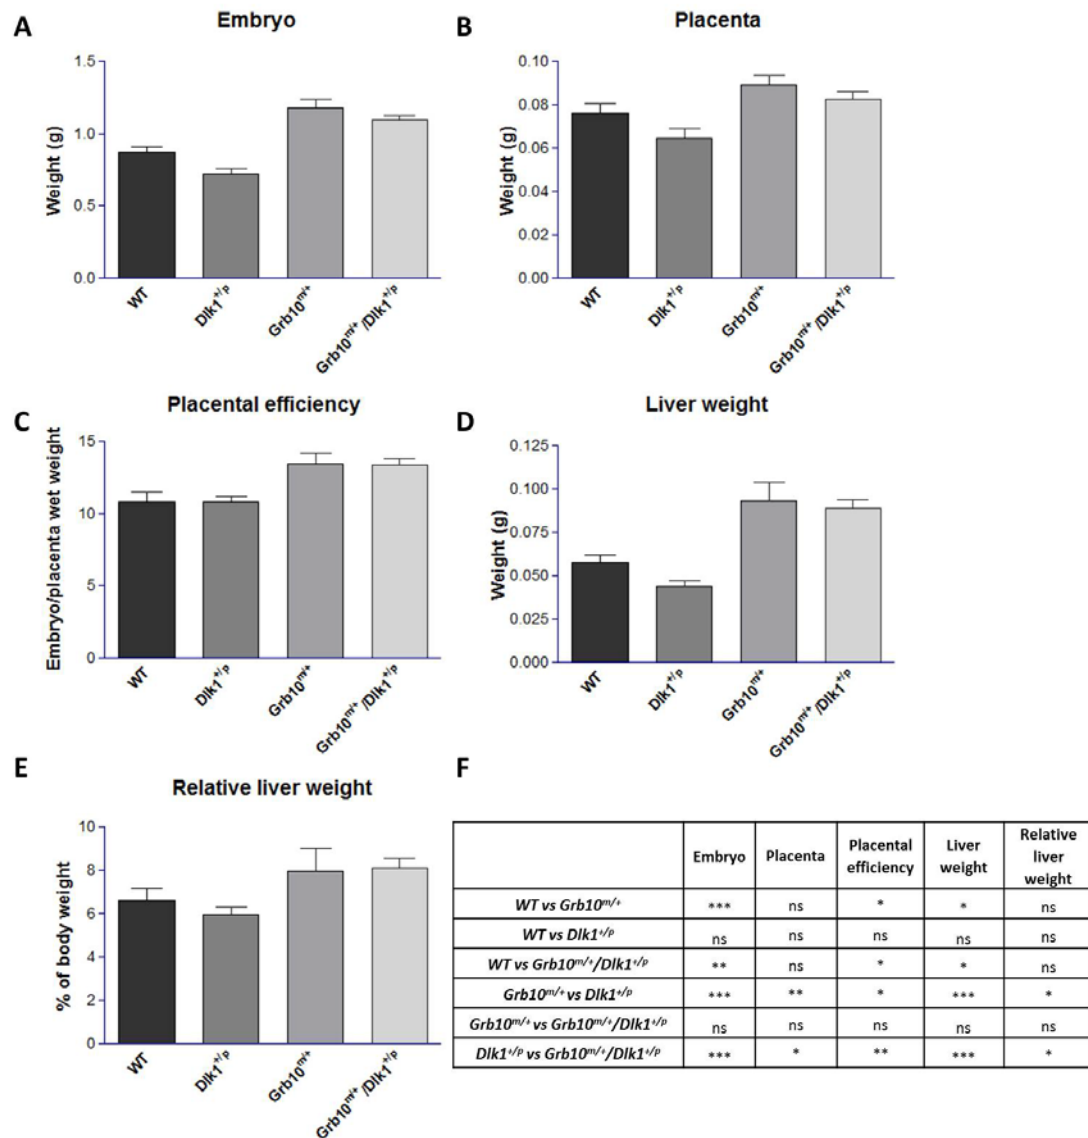 A
Embryo
Weight (g)
1.5
1.0
0.5
0.0
WT
Dlk1+/p
Grb10m/+
Grb10m/+/Dlk1+/p
B
Placenta
Weight (g)
0.10
0.08
0.06
0.04
0.02
0.00
WT
Dlk1+/p
Grb10m/+
Grb10m/+/Dlk1+/p
C
Placental efficiency
Embryo/placenta wet weight
15
10
5
0
WT
Dlk1+/p
Grb10m/+
Grb10m/+/Dlk1+/p
D
Liver weight
Weight (g)
0.125
0.100
0.075
0.050
0.025
0.000
WT
Dlk1+/p
Grb10m/+
Grb10m/+/Dlk1+/p
E
Relative liver weight
% of body weight
10
8
6
4
2
0
WT
Dlk1+/p
Grb10m/+
Grb10m/+/Dlk1+/p
F
Embryo Placenta Placental efficiency Liver weight Relative liver weight
WT vs Grb10m/+ *** ns * * ns
WT vs Dlk1+/p ns ns ns ns ns
WT vs Grb10m/+/Dlk1+/p ** ns * * ns
Grb10m/+ vs Dlk1+/p *** ** * *** *
Grb10m/+ vs Grb10m/+/Dlk1+/p ns ns ns ns ns
Dlk1+/p vs Grb10m/+/Dlk1+/p *** * ** *** *